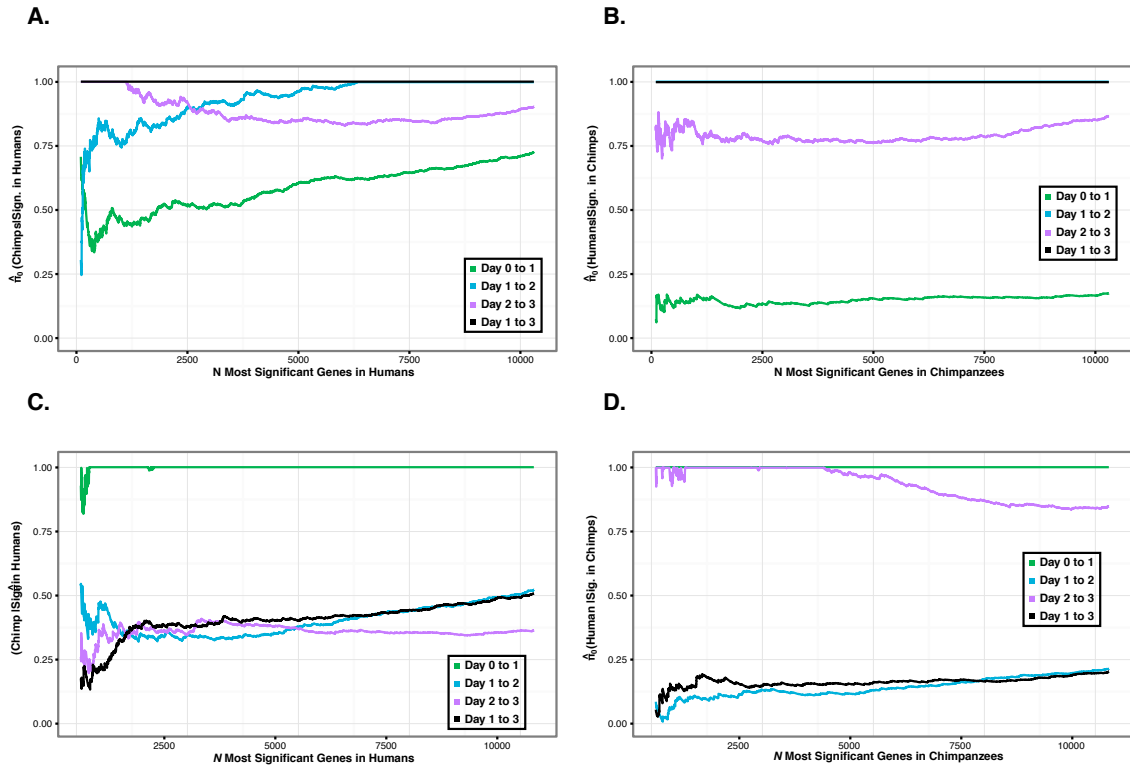 A.
1.00
0.75
0.50
0.25
0.00
π̂₀ (Chimps|Sign. in Humans)
0
2500
5000
7500
10000
N Most Significant Genes in Humans
Day 0 to 1
Day 1 to 2
Day 2 to 3
Day 1 to 3
B.
1.00
0.75
0.50
0.25
0.00
π̂₀(Humans|Sign. in Chimps)
0
2500
5000
7500
10000
N Most Significant Genes in Chimpanzees
Day 0 to 1
Day 1 to 2
Day 2 to 3
Day 1 to 3
C.
1.00
0.75
0.50
0.25
0.00
(Chimp |Sig in Humans)
2500
5000
7500
10000
N Most Significant Genes in Humans
Day 0 to 1
Day 1 to 2
Day 2 to 3
Day 1 to 3
D.
1.00
0.75
0.50
0.25
0.00
π̂₀(Human |Sig. in Chimps)
2500
5000
7500
10000
N Most Significant Genes in Chimpanzees
Day 0 to 1
Day 1 to 2
Day 2 to 3
Day 1 to 3